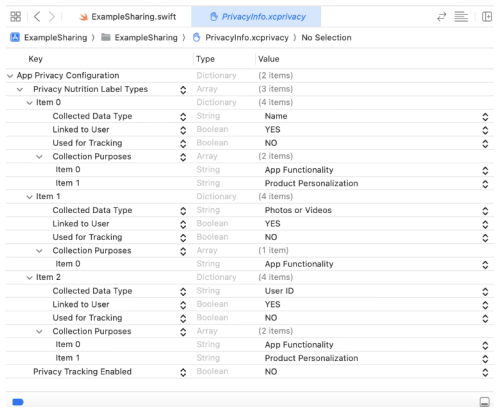 ExampleSharing.swift PrivacyInfo.xcprivacy
ExampleSharing ExampleSharing PrivacyInfo.xcprivacy No Selection
Key Type Value
App Privacy Configuration Dictionary (2 items)
Privacy Nutrition Label Types Array (3 items)
Item 0 Dictionary (4 items)
Collected Data Type String Name
Linked to User Boolean YES
Used for Tracking Boolean NO
Collection Purposes Array (2 items)
Item 0 String App Functionality
Item 1 String Product Personalization
Item 1 Dictionary (4 items)
Collected Data Type String Photos or Videos
Linked to User Boolean YES
Used for Tracking Boolean NO
Collection Purposes Array (1 item)
Item 0 String App Functionality
Item 2 Dictionary (4 items)
Collected Data Type String User ID
Linked to User Boolean YES
Used for Tracking Boolean NO
Collection Purposes Array (2 items)
Item 0 String App Functionality
Item 1 String Product Personalization
Privacy Tracking Enabled Boolean NO